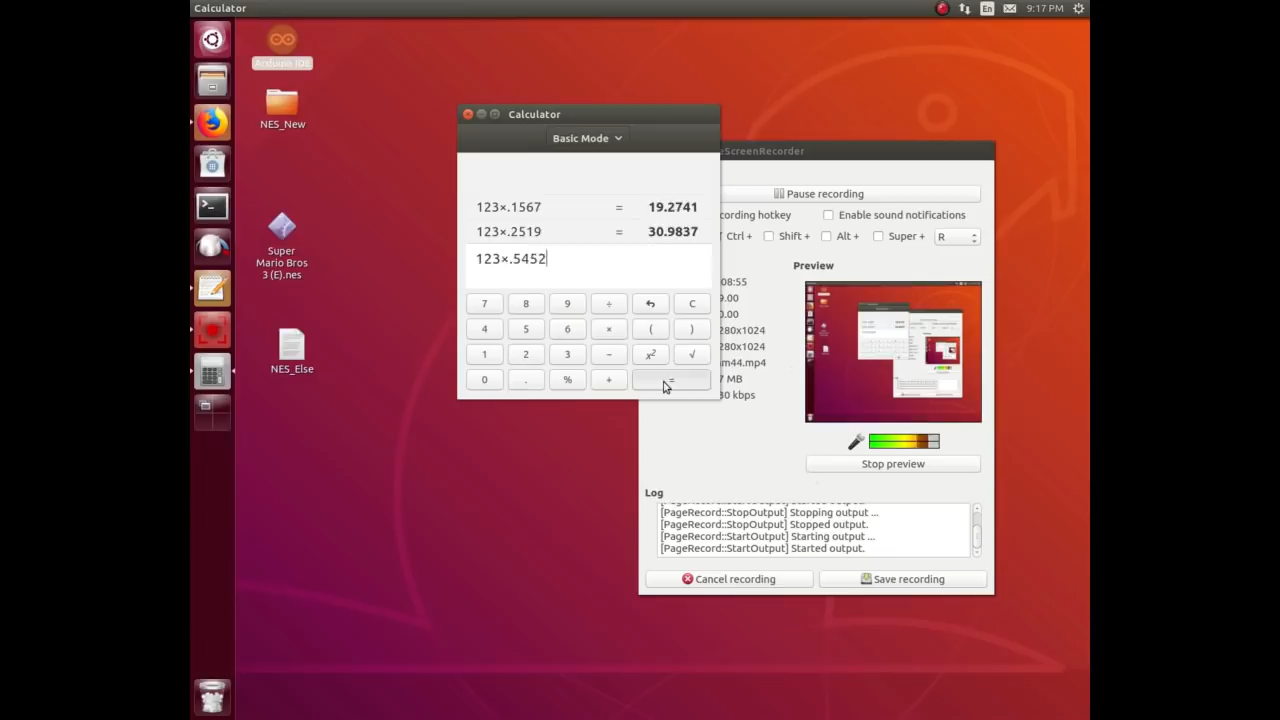 Calculator
En
9:17 PM
Arduino IDE
NES_New
Super
Mario Bros
3 (E).nes
NES_Else
Calculator
Basic Mode
123×.1567 = 19.2741
123×.2519 = 30.9837
123×.5452
7 8 9 ÷ C
4 5 6 × ( )
1 2 3 − x² √
0 . % + =
eScreenRecorder
Pause recording
cording hotkey
Enable sound notifications
Ctrl + Shift + Alt + Super + R
Preview
08:55
9.00
0.00
280x1024
280x1024
am44.mp4
MB
kbps
Stop preview
Log
[PageRecord::StopOutput] Stopping output ...
[PageRecord::StopOutput] Stopped output.
[PageRecord::StartOutput] Starting output ...
[PageRecord::StartOutput] Started output.
Cancel recording
Save recording